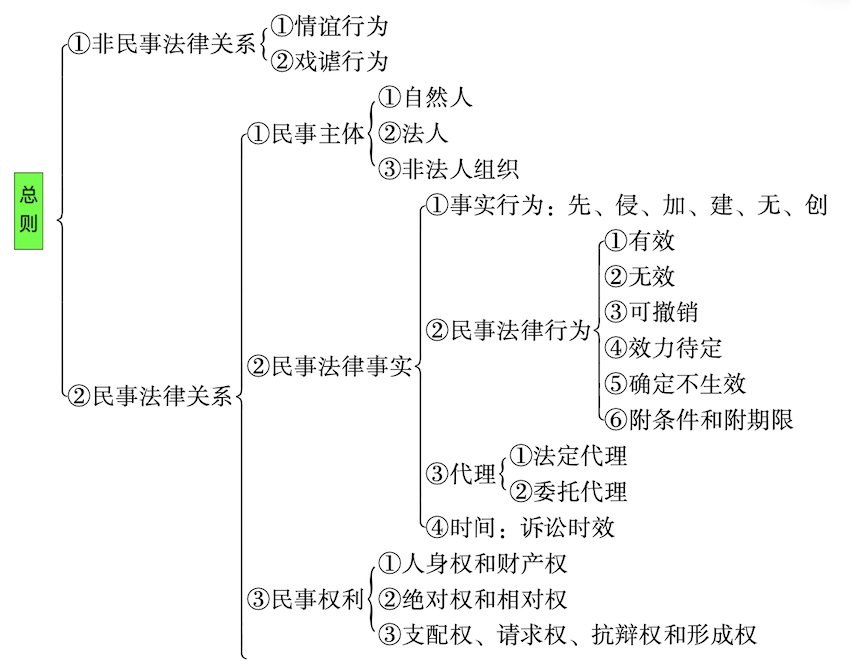 总则
①非民事法律关系
①情谊行为
②戏谑行为
②民事法律关系
①民事主体
①自然人
②法人
③非法人组织
②民事法律事实
①事实行为：先、侵、加、建、无、创
②民事法律行为
①有效
②无效
③可撤销
④效力待定
⑤确定不生效
⑥附条件和附期限
③代理
①法定代理
②委托代理
④时间：诉讼时效
③民事权利
①人身权和财产权
②绝对权和相对权
③支配权、请求权、抗辩权和形成权